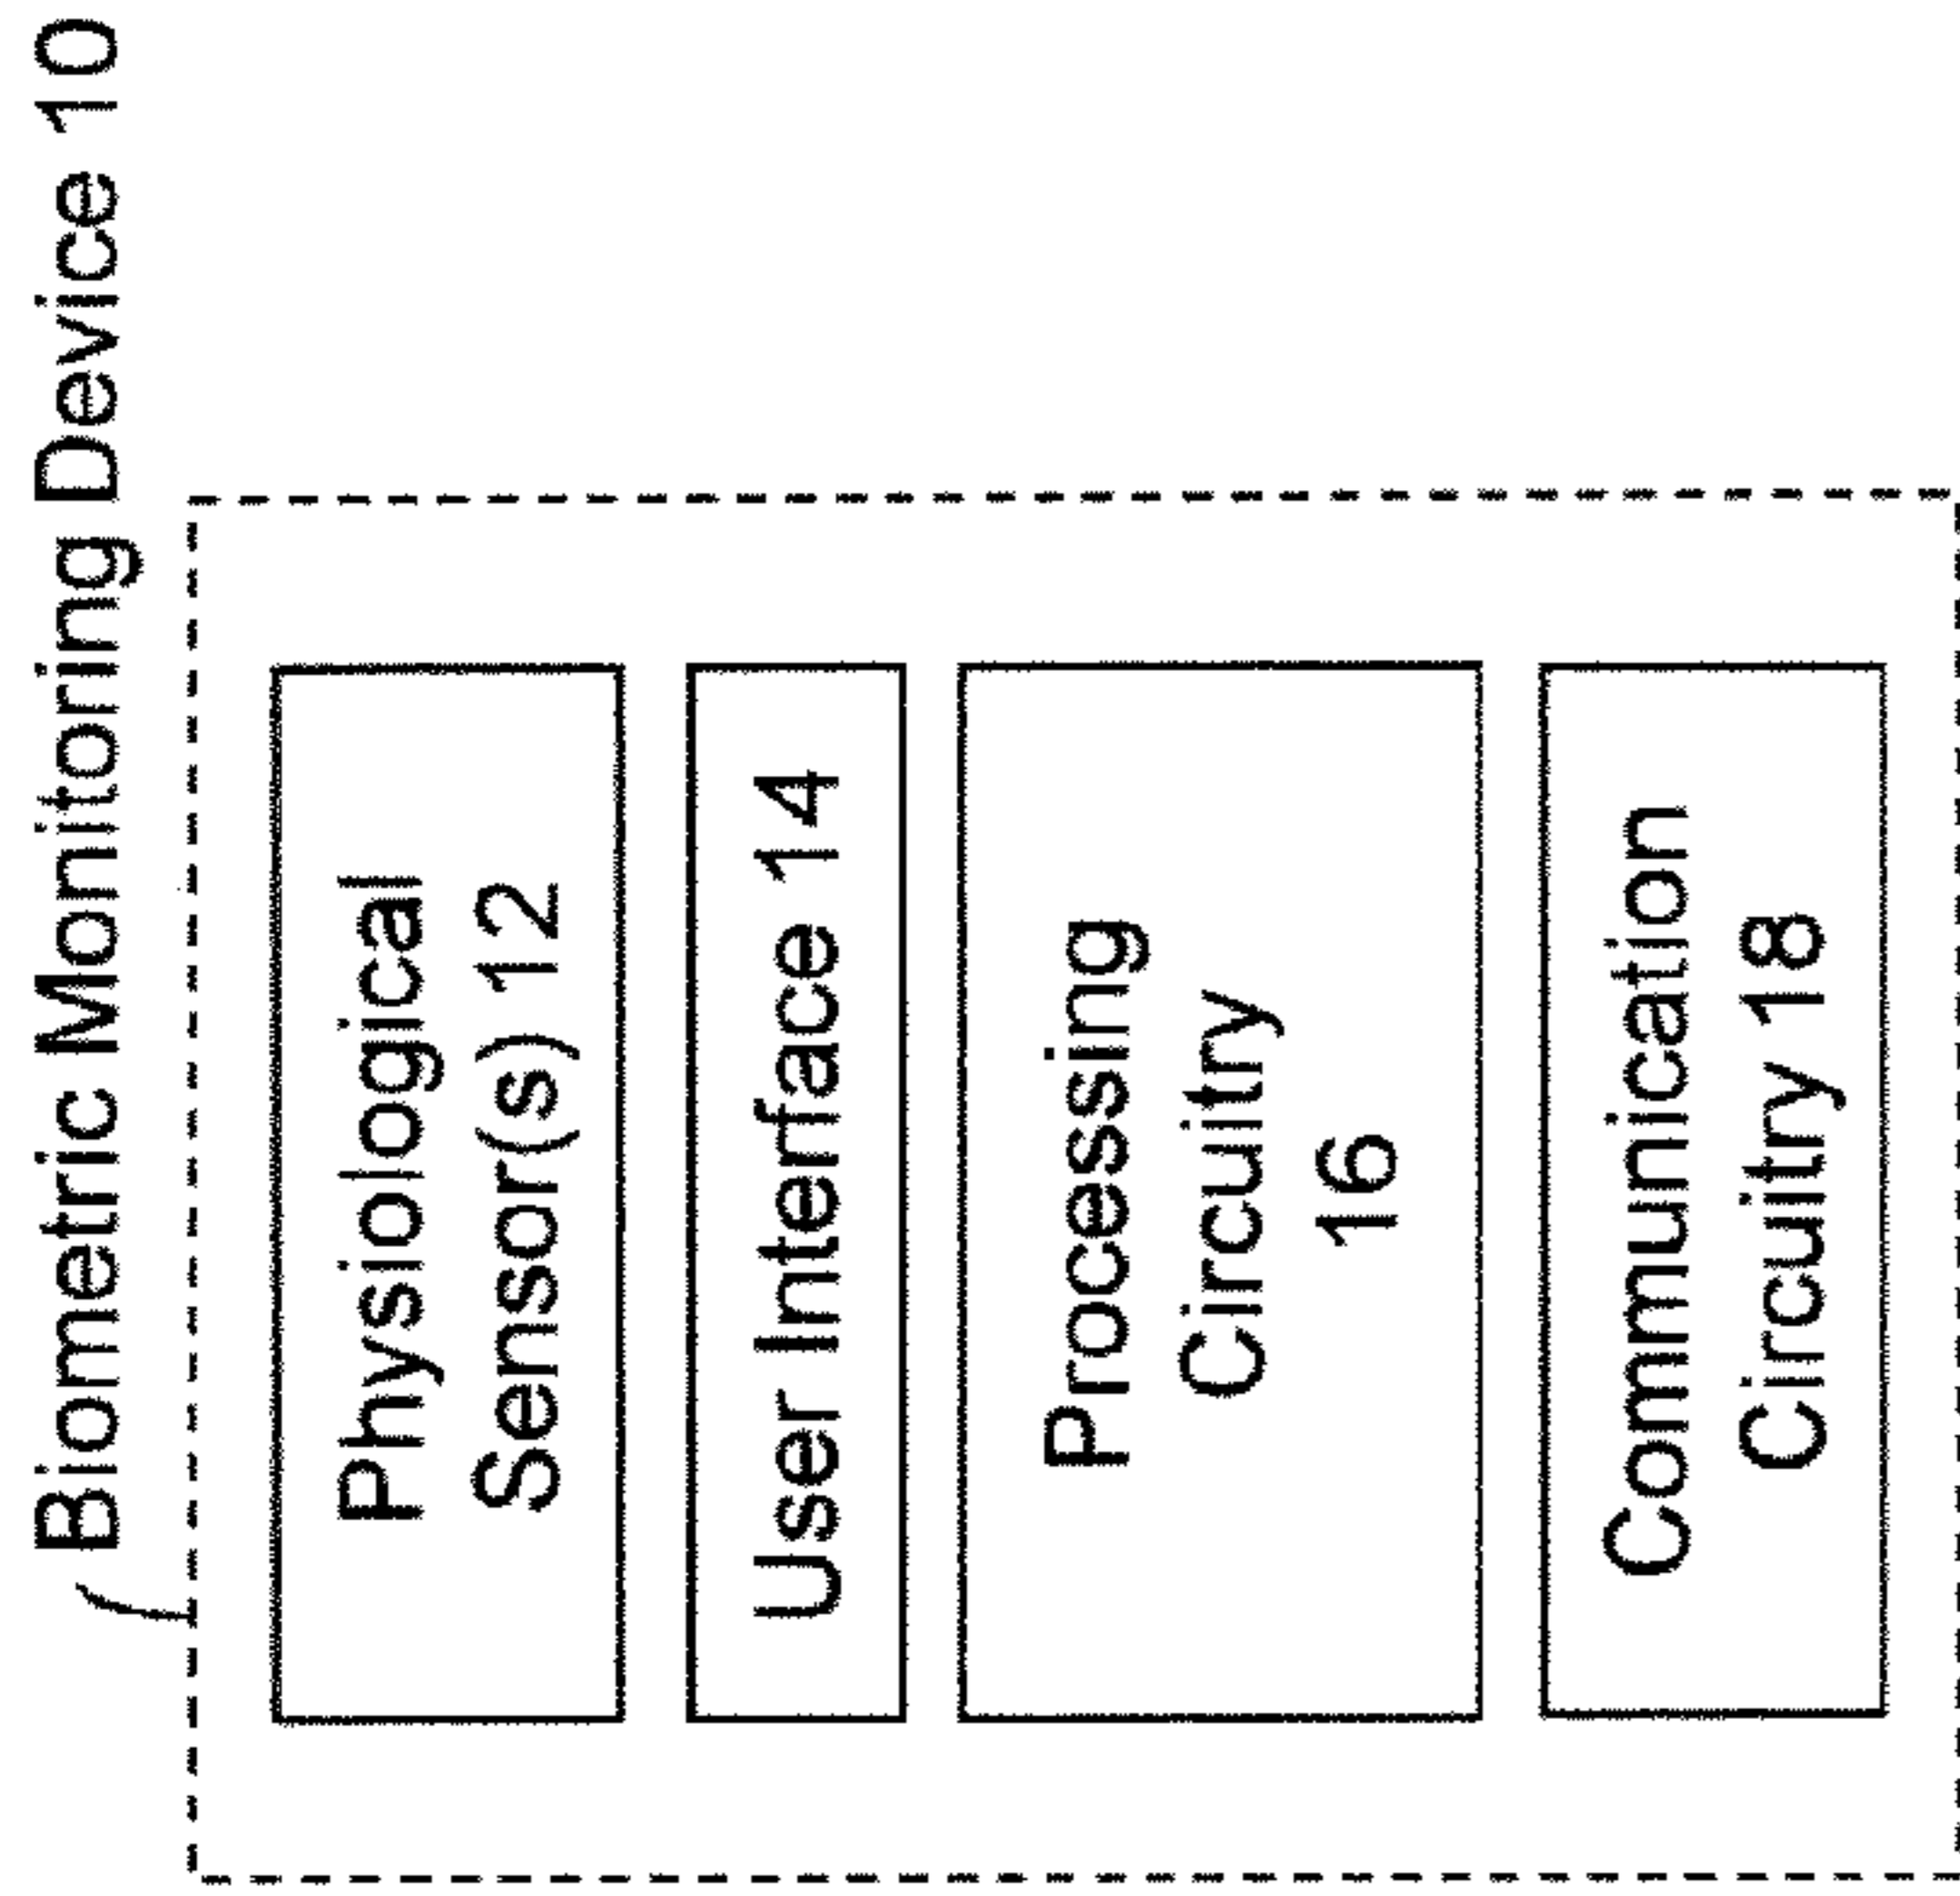 Biometric Monitoring Device 10
Physiological
Sensor(s) 12
User Interface 14
Processing
Circuitry
16
Communication
Circuitry 18